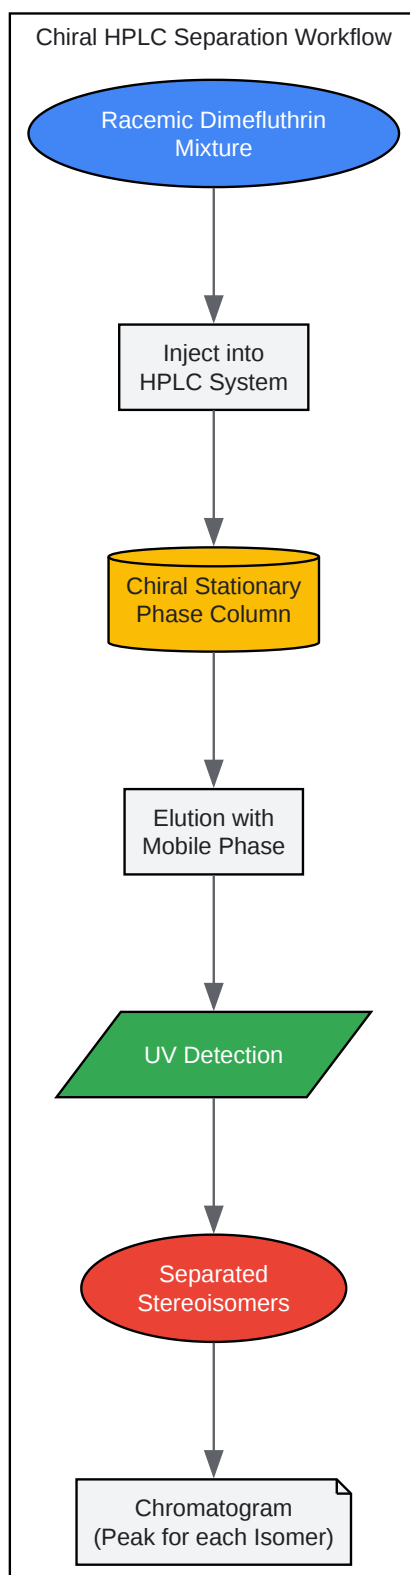 Chiral HPLC Separation Workflow
Racemic Dimefluthrin
Mixture
Inject into
HPLC System
Chiral Stationary
Phase Column
Elution with
Mobile Phase
UV Detection
Separated
Stereoisomers
Chromatogram
(Peak for each Isomer)